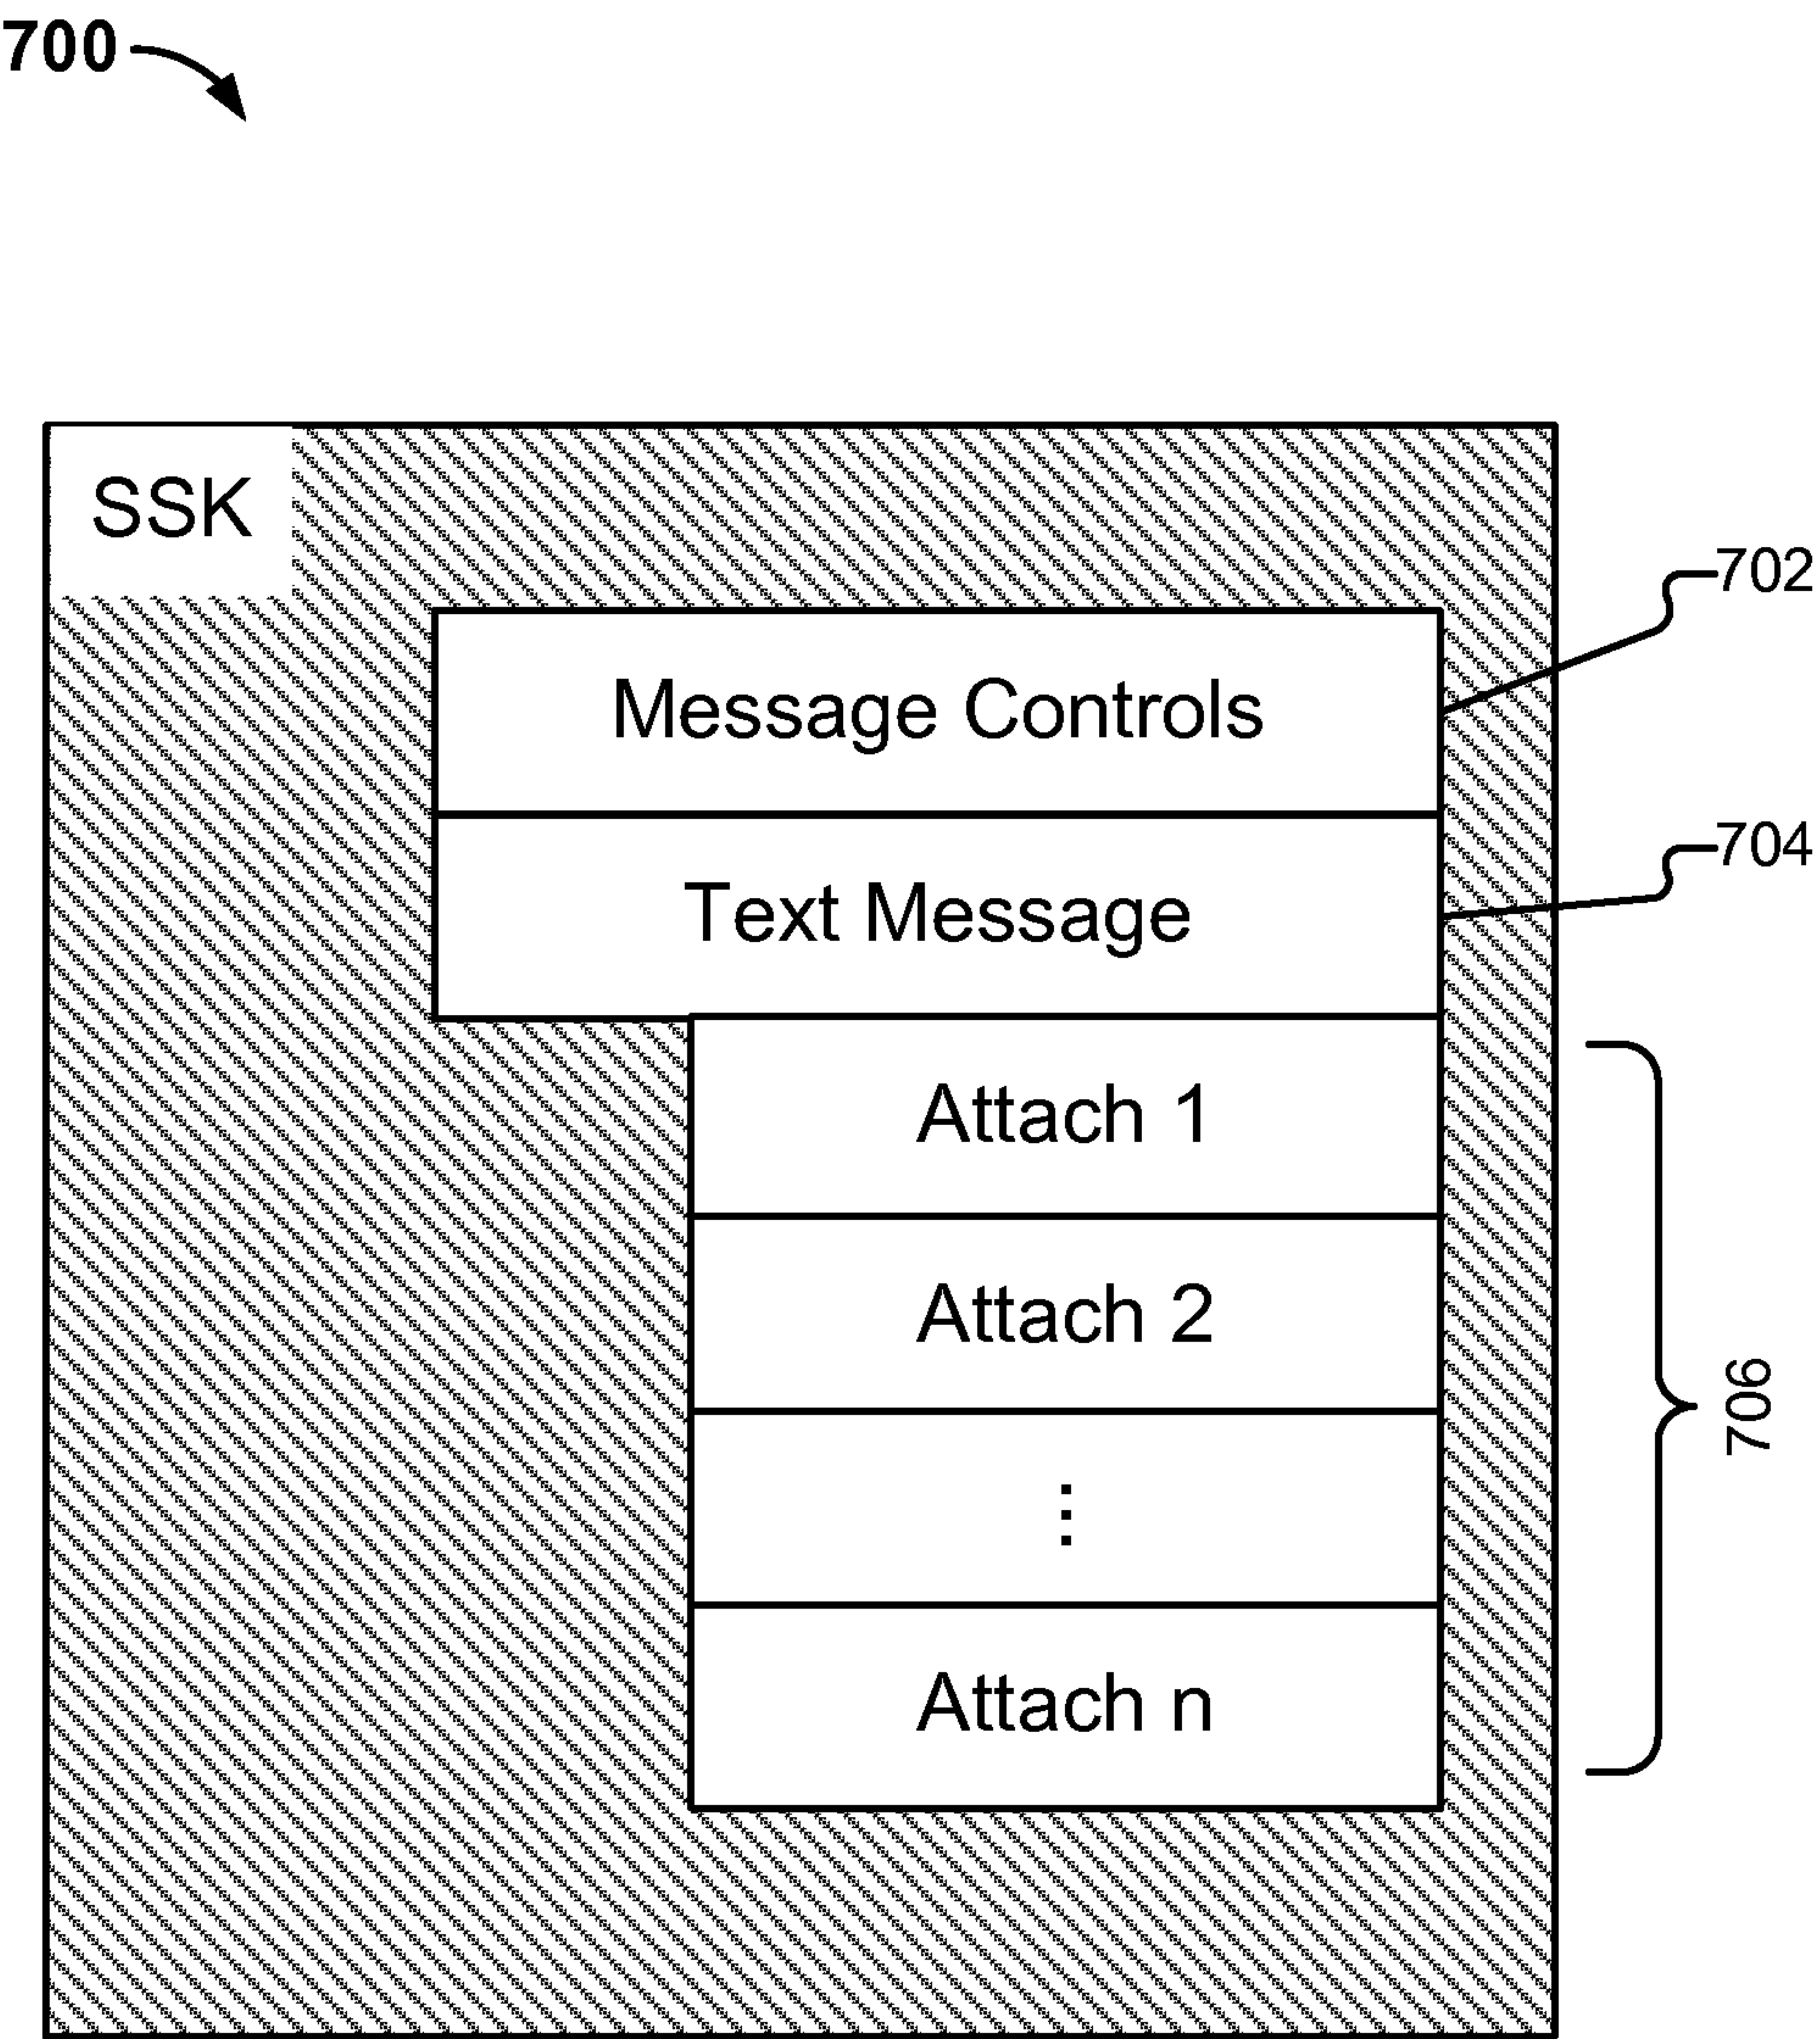 700
SSK
702
Message Controls
704
Text Message
Attach 1
Attach 2
706
⋮
Attach n